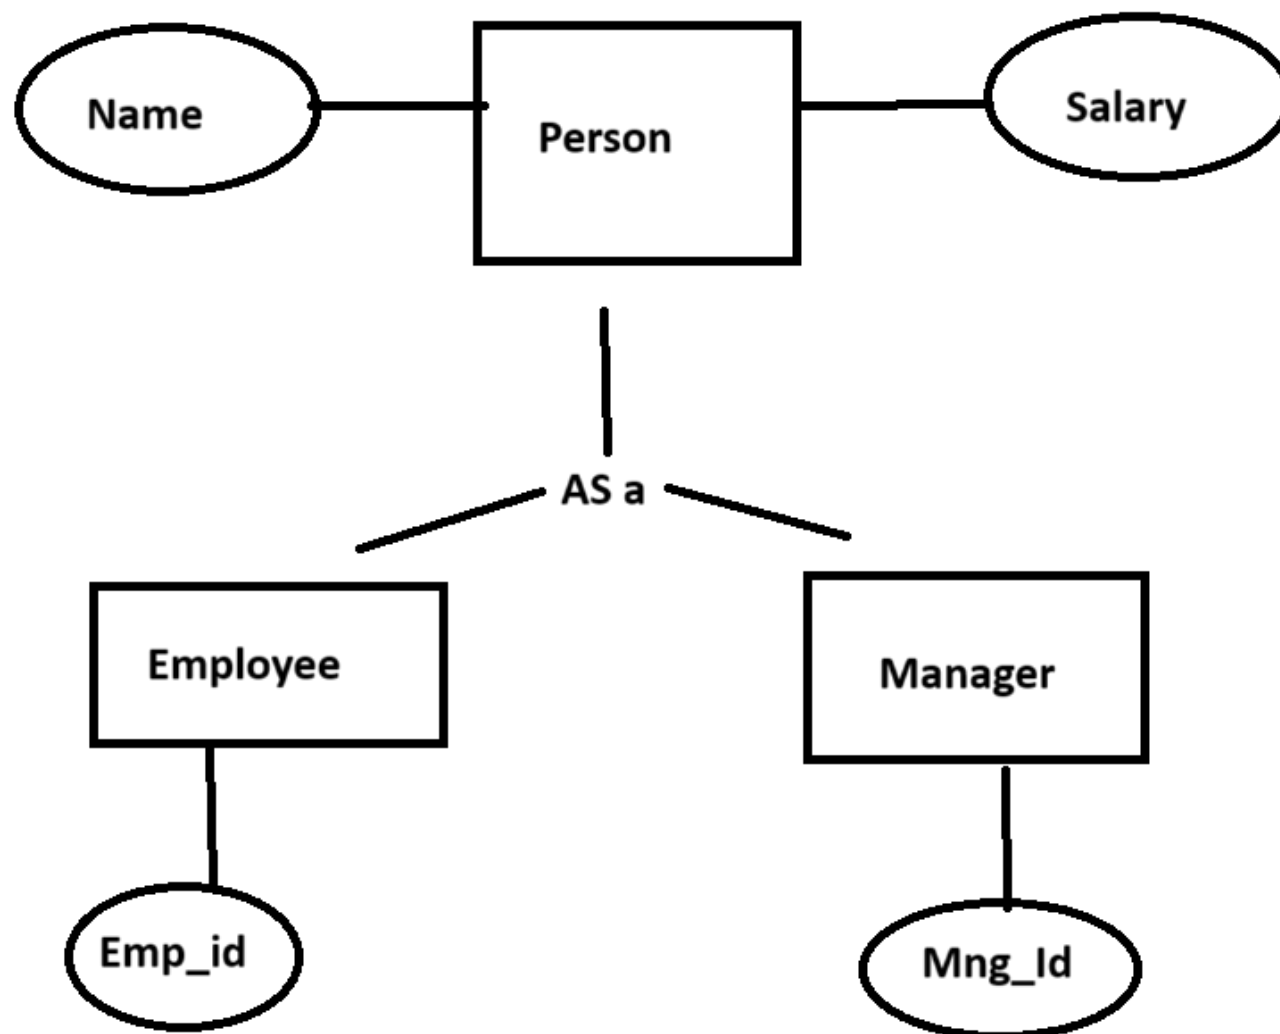 Name
Person
Salary
AS a
Employee
Manager
Emp_id
Mng_Id